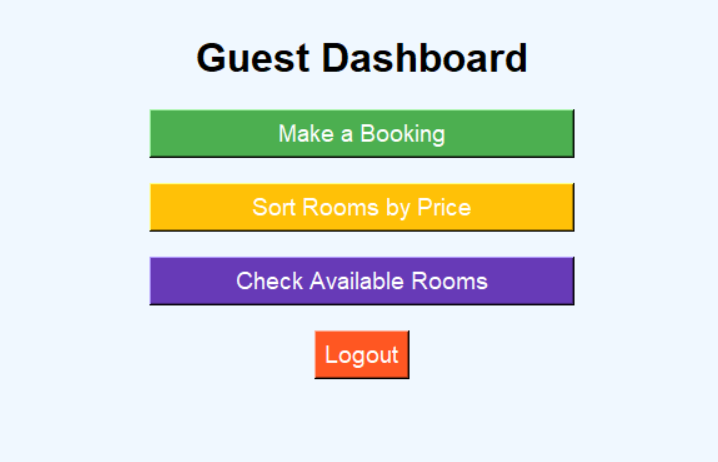 Guest Dashboard
Make a Booking
Sort Rooms by Price
Check Available Rooms
Logout